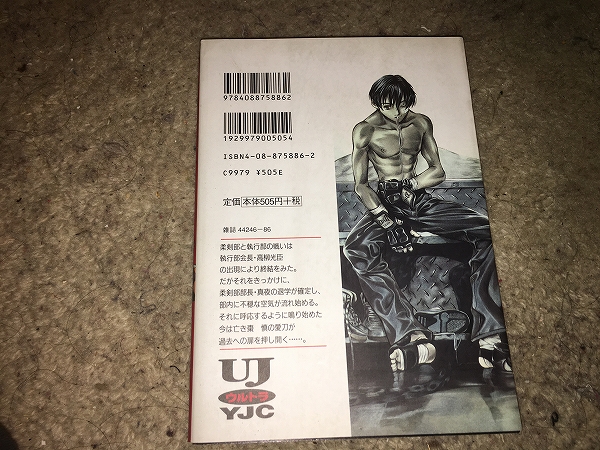 9784088758862
1929979005054
ISBN4-08-875886-2
C9979 ¥505E
定価 本体505円+税
雑誌 44246-86
柔剣部と執行部の戦いは
執行部会長・高柳光臣
の出現により終結をみた。
だがそれをきっかけに、
柔剣部部長・真夜の退学が確定し、
部内に不穏な空気が流れ始める。
それに呼応するように鳴り始めた
今は亡き棗 慎の愛刀が
過去への扉を押し開く……。
UJ
ウルトラ
YJC